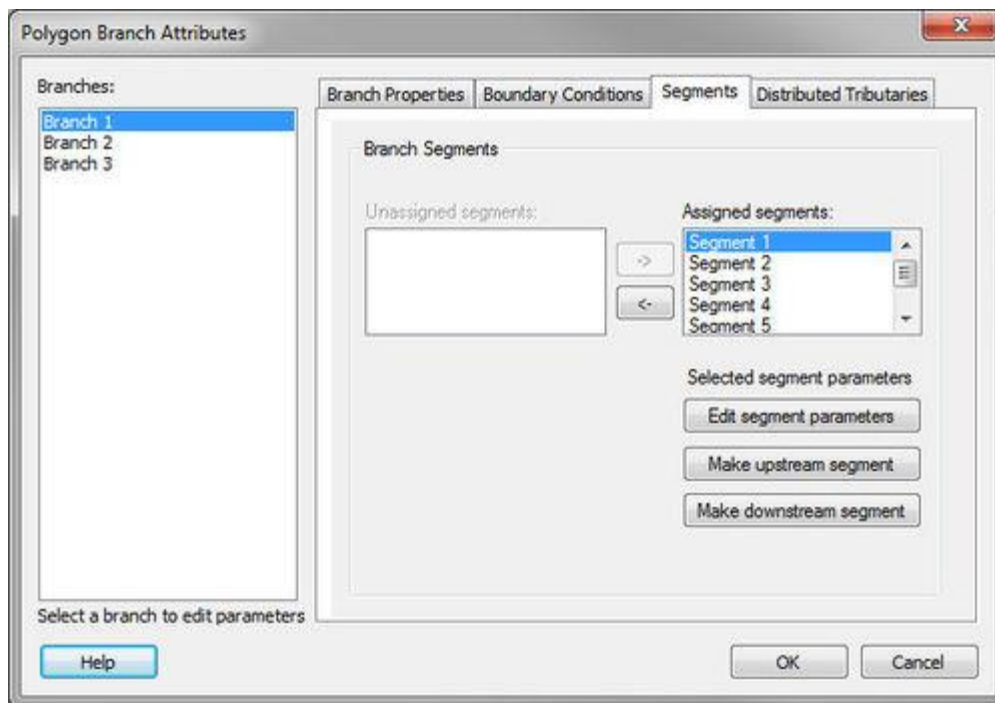 Polygon Branch Attributes
Branches:
Branch 1
Branch 2
Branch 3
Select a branch to edit parameters
Branch Properties
Boundary Conditions
Segments
Distributed Tributaries
Branch Segments
Unassigned segments:
->
<-
Assigned segments:
Segment 1
Segment 2
Segment 3
Segment 4
Segment 5
Selected segment parameters
Edit segment parameters
Make upstream segment
Make downstream segment
Help
OK
Cancel